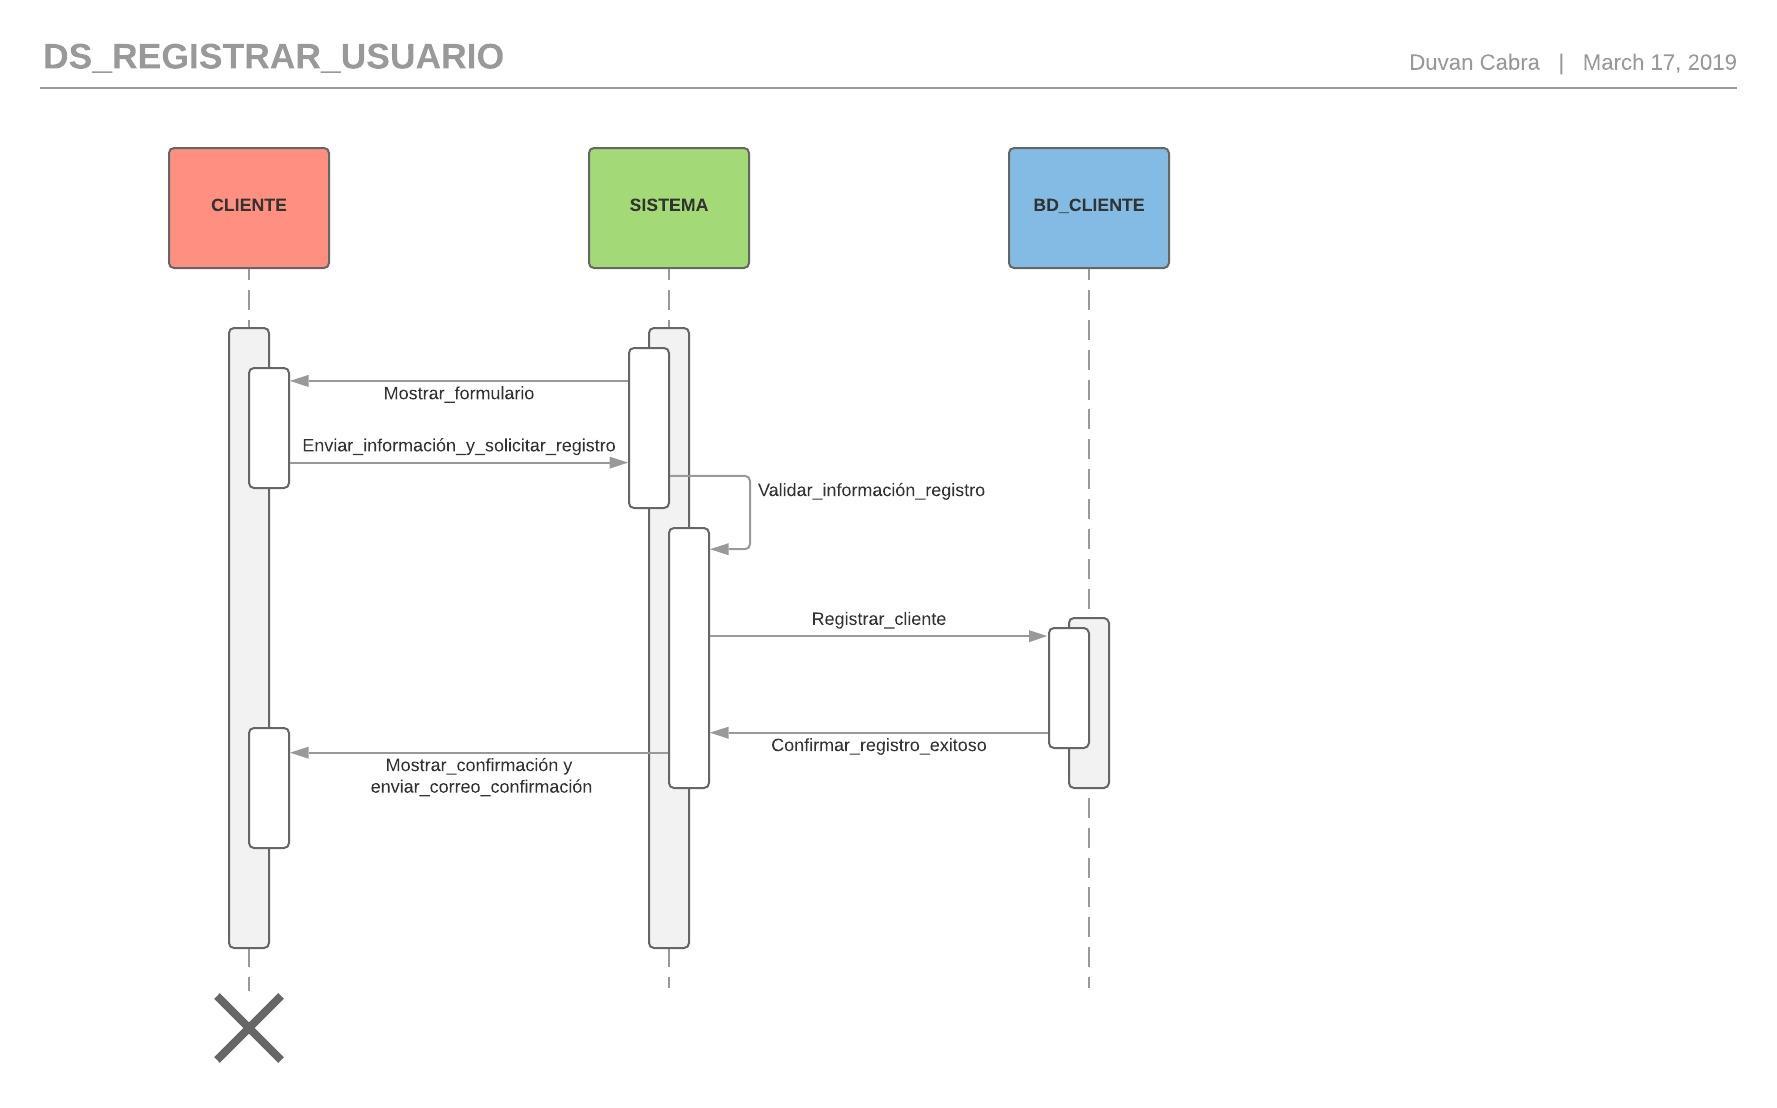 DS_REGISTRAR_USUARIO
Duvan Cabra | March 17, 2019
CLIENTE
SISTEMA
BD_CLIENTE
Mostrar_formulario
Enviar_información_y_solicitar_registro
Validar_información_registro
Registrar_cliente
Confirmar_registro_exitoso
Mostrar_confirmación y
enviar_correo_confirmación